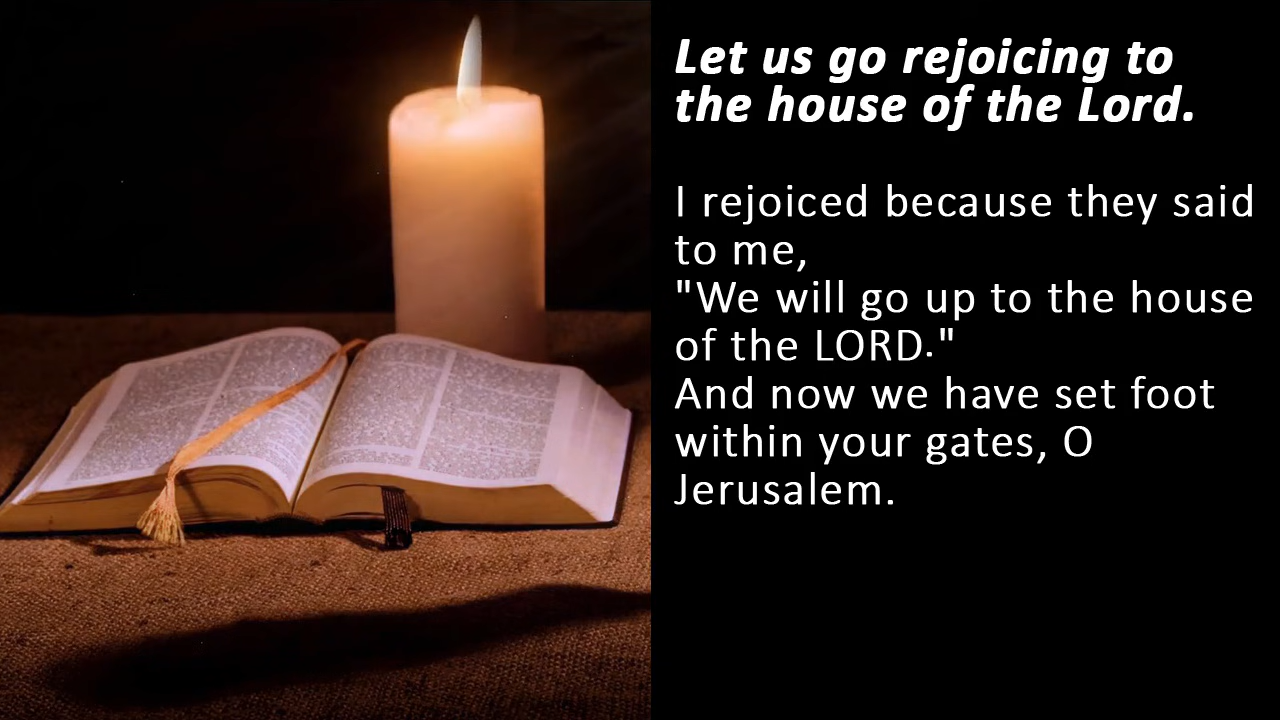 Let us go rejoicing to
the house of the Lord.
I rejoiced because they said
to me,
"We will go up to the house
of the LORD."
And now we have set foot
within your gates, O
Jerusalem.